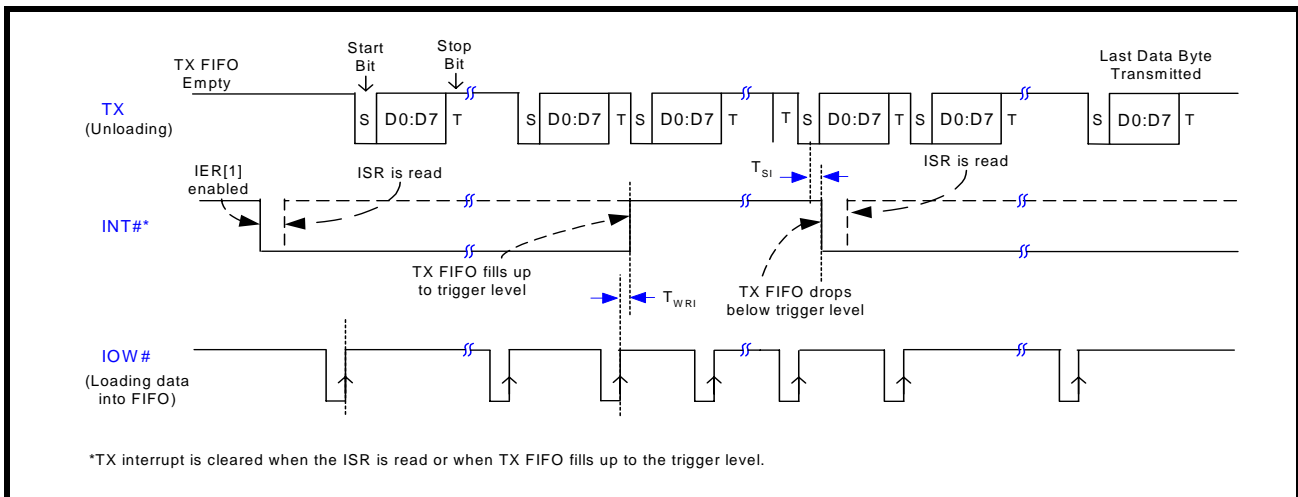 TX FIFO
Empty
Start
Bit
Stop
Bit
Last Data Byte
Transmitted
TX
(Unloading)
S D0:D7 T S D0:D7 T S D0:D7 T T S D0:D7 T S D0:D7 T S D0:D7 T
IER[1]
enabled
ISR is read
TSI
ISR is read
INT#*
TX FIFO fills up
to trigger level
TWRI
TX FIFO drops
below trigger level
IOW#
(Loading data
into FIFO)
*TX interrupt is cleared when the ISR is read or when TX FIFO fills up to the trigger level.